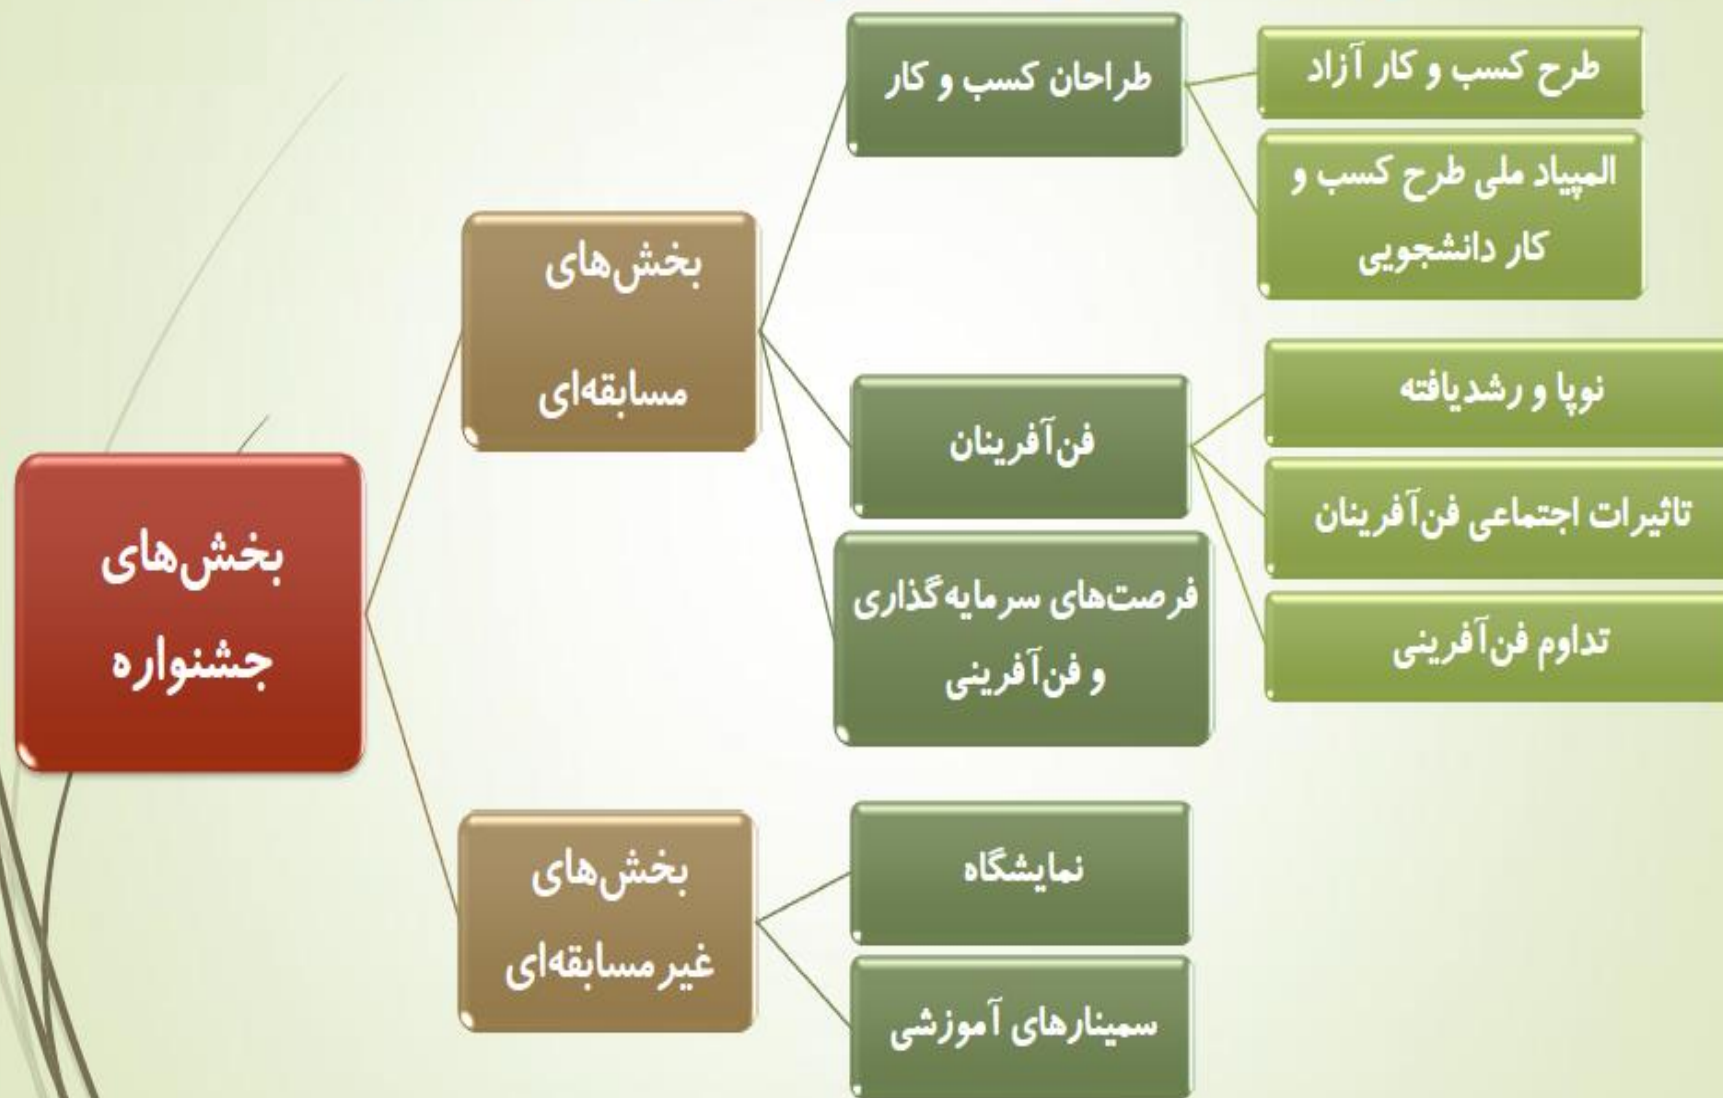 بخش‌های
جشنواره
بخش‌های
مسابقه‌ای
طراحان کسب و کار
طرح کسب و کار آزاد
المپیاد ملی طرح کسب و
کار دانشجویی
فن‌آفرینان
نوپا و رشدیافته
تاثیرات اجتماعی فن‌آفرینان
تداوم فن‌آفرینی
فرصت‌های سرمایه‌گذاری
و فن‌آفرینی
بخش‌های
غیر مسابقه‌ای
نمایشگاه
سمینارهای آموزشی